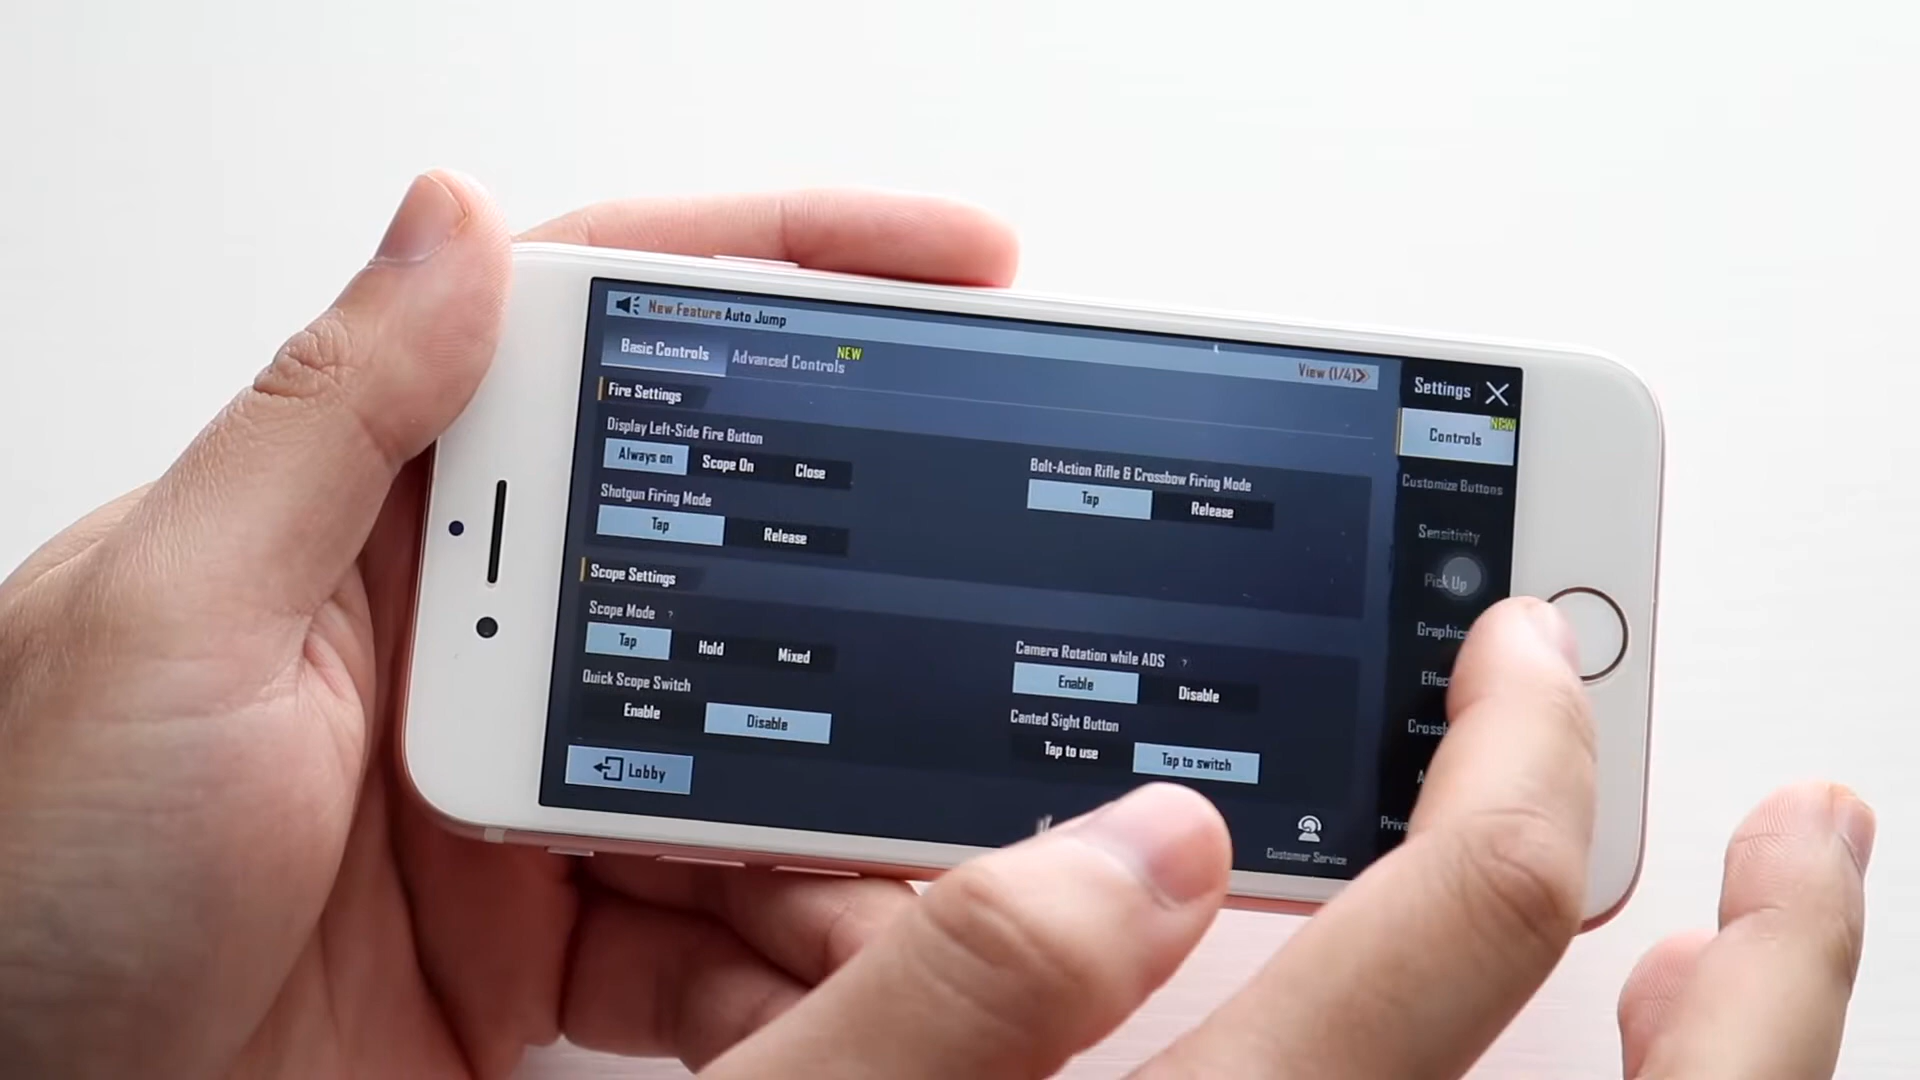 New Feature Auto Jump
View (1/4)
Settings
Basic Controls
Advanced Controls
NEW
Controls
NEW
Fire Settings
Display Left-Side Fire Button
Always on
Scope On
Close
Bolt-Action Rifle & Crossbow Firing Mode
Tap
Release
Customize Buttons
Shotgun Firing Mode
Tap
Release
Sensitivity
Scope Settings
Pick Up
Scope Mode ?
Tap
Hold
Mixed
Camera Rotation while ADS ?
Enable
Disable
Graphics
Quick Scope Switch
Enable
Disable
Canted Sight Button
Tap to use
Tap to switch
Lobby
Customer Service